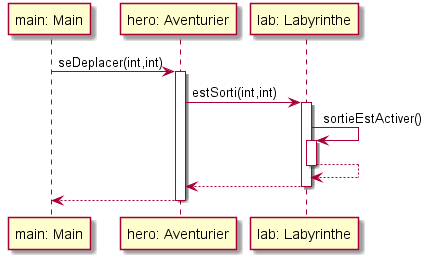 main: Main
hero: Aventurier
lab: Labyrinthe
seDeplacer(int,int)
estSorti(int,int)
sortieEstActiver()
main: Main
hero: Aventurier
lab: Labyrinthe